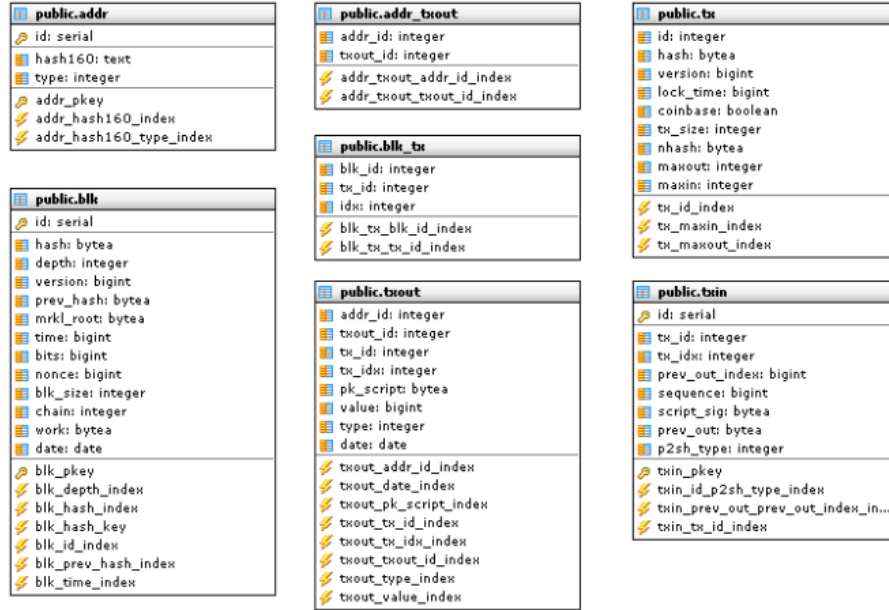 public.addr
id: serial
hash160: text
type: integer
addr_pkey
addr_hash160_index
addr_hash160_type_index
public.blk
id: serial
hash: bytea
depth: integer
version: bigint
prev_hash: bytea
mrkl_root: bytea
time: bigint
bits: bigint
nonce: bigint
blk_size: integer
chain: integer
work: bytea
date: date
blk_pkey
blk_depth_index
blk_hash_index
blk_hash_key
blk_id_index
blk_prev_hash_index
blk_time_index
public.addr_txout
addr_id: integer
txout_id: integer
addr_txout_addr_id_index
addr_txout_txout_id_index
public.blk_tx
blk_id: integer
tx_id: integer
idx: integer
blk_tx_blk_id_index
blk_tx_tx_id_index
public.txout
addr_id: integer
txout_id: integer
tx_id: integer
tx_idx: integer
pk_script: bytea
value: bigint
type: integer
date: date
txout_addr_id_index
txout_date_index
txout_pk_script_index
txout_tx_id_index
txout_tx_idx_index
txout_txout_id_index
txout_type_index
txout_value_index
public.tx
id: integer
hash: bytea
version: bigint
lock_time: bigint
coinbase: boolean
tx_size: integer
nhash: bytea
maxout: integer
maxin: integer
tx_id_index
tx_maxin_index
tx_maxout_index
public.txin
id: serial
tx_id: integer
tx_idx: integer
prev_out_index: bigint
sequence: bigint
script_sig: bytea
prev_out: bytea
p2sh_type: integer
txin_pkey
txin_id_p2sh_type_index
txin_prev_out_prev_out_index_in...
txin_tx_id_index